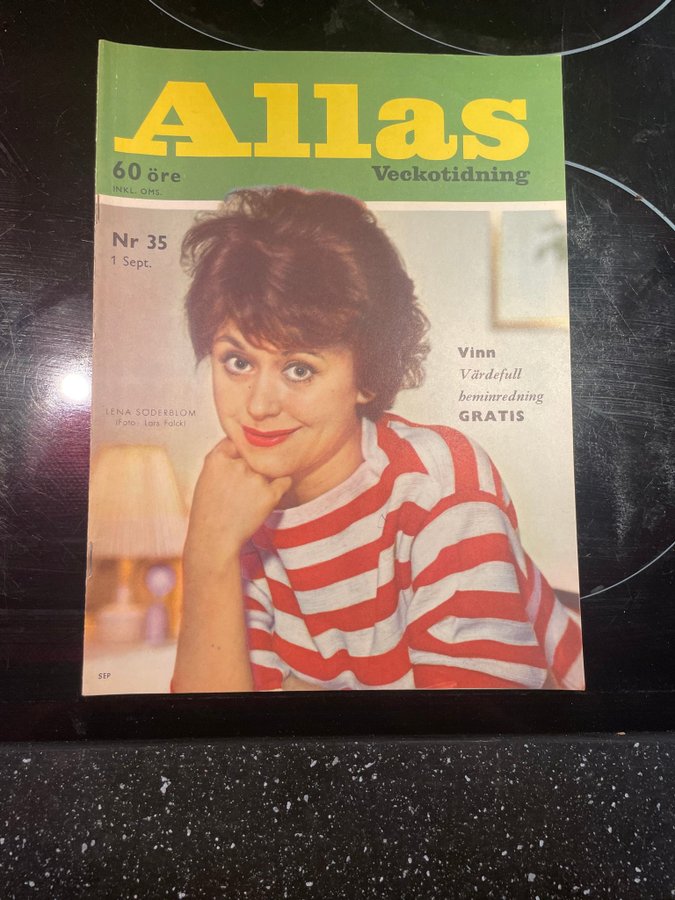 Allas
Veckotidning
60 öre
INKL. OMS.
Nr 35
1 Sept.
Vinn
Värdefull
heminredning
GRATIS
LENA SÖDERBLOM
(Foto: Lars Falck)
SEP